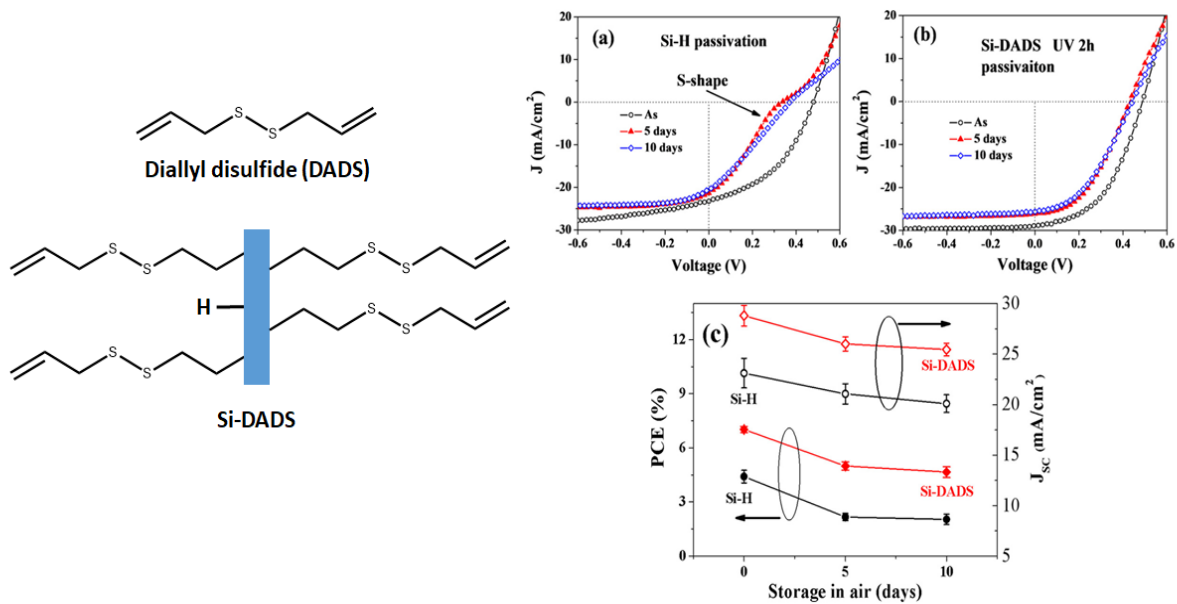 S
S
Diallyl disulfide (DADS)
S
S
S
S
H
S
S
S
S
Si-DADS
(a)
Si-H passivation
S-shape
As
5 days
10 days
J (mA/cm2)
20
10
0
-10
-20
-30
-0.6 -0.4 -0.2 0.0 0.2 0.4 0.6
Voltage (V)
(b)
Si-DADS UV 2h
passivaiton
As
5 days
10 days
J (mA/cm2)
20
10
0
-10
-20
-30
-0.6 -0.4 -0.2 0.0 0.2 0.4 0.6
Voltage (V)
(c)
PCE (%)
12
9
6
3
0
Si-H
Si-DADS
Si-H
Si-DADS
30
25
20
15
10
5
JSC (mA/cm2)
0 5 10
Storage in air (days)